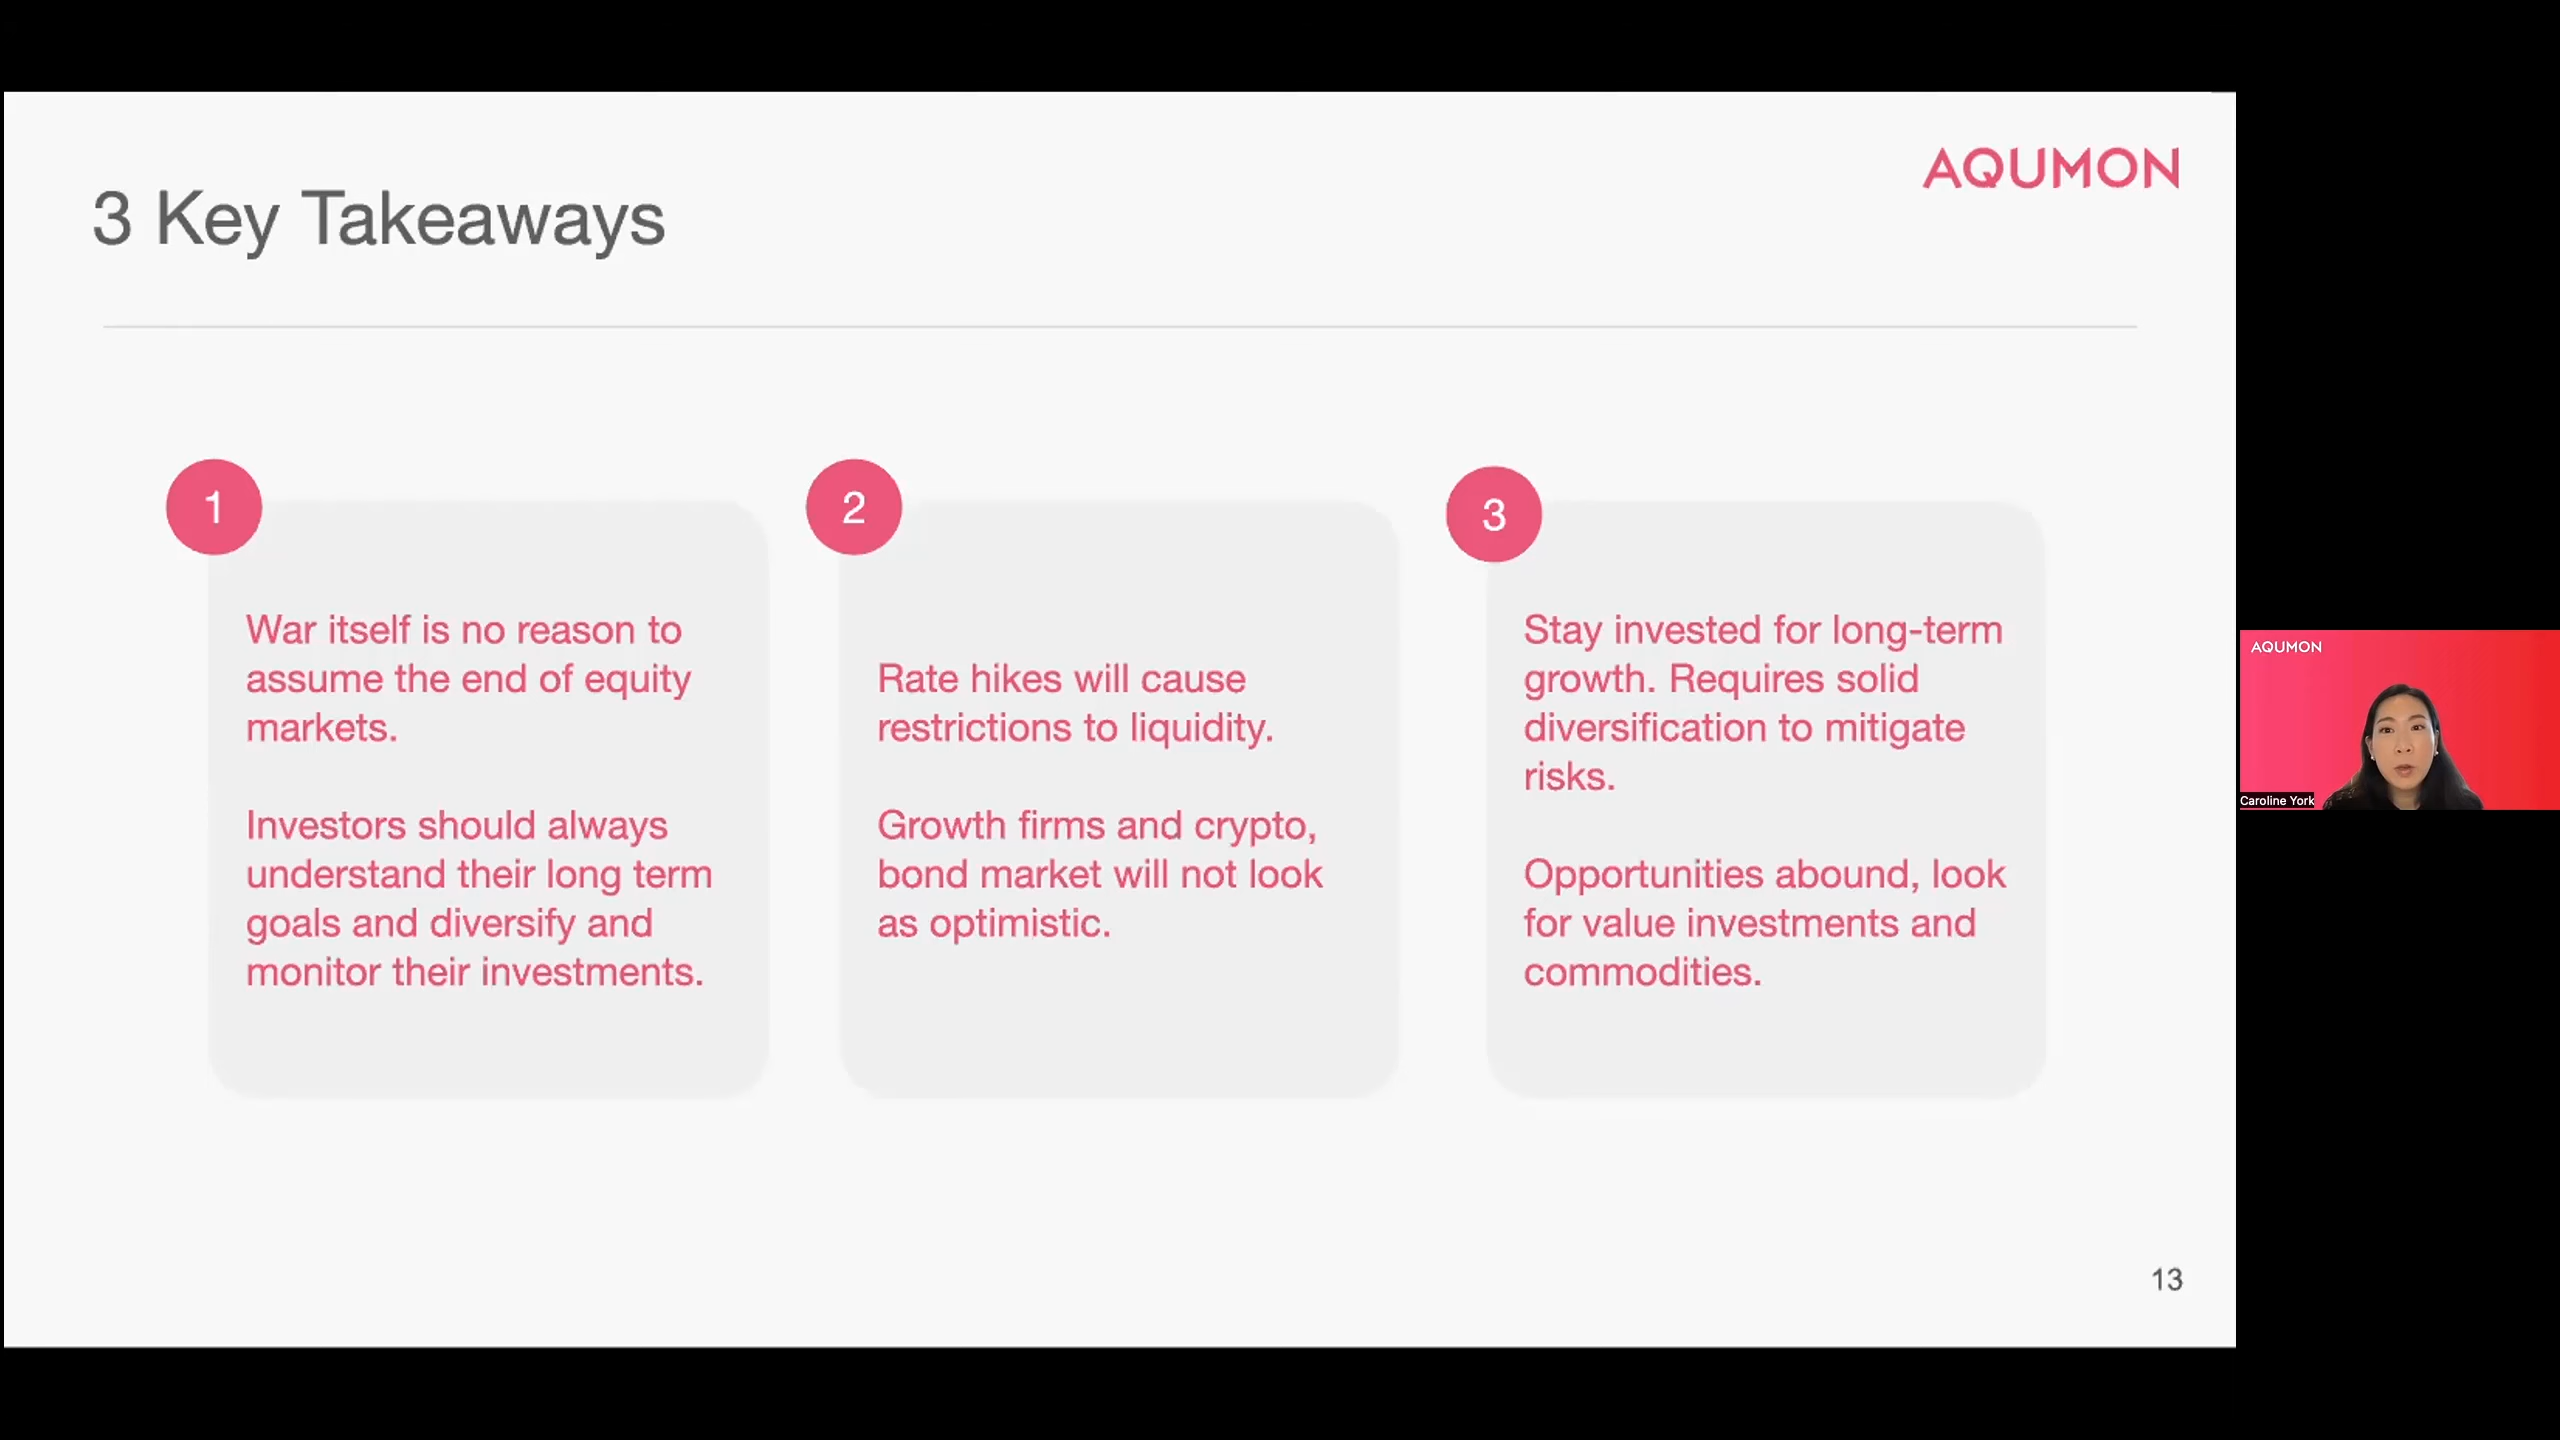 AQUMON
3 Key Takeaways
1
War itself is no reason to
assume the end of equity
markets.
Investors should always
understand their long term
goals and diversify and
monitor their investments.
2
Rate hikes will cause
restrictions to liquidity.
Growth firms and crypto,
bond market will not look
as optimistic.
3
Stay invested for long-term
growth. Requires solid
diversification to mitigate
risks.
Opportunities abound, look
for value investments and
commodities.
13
AQUMON
Caroline York